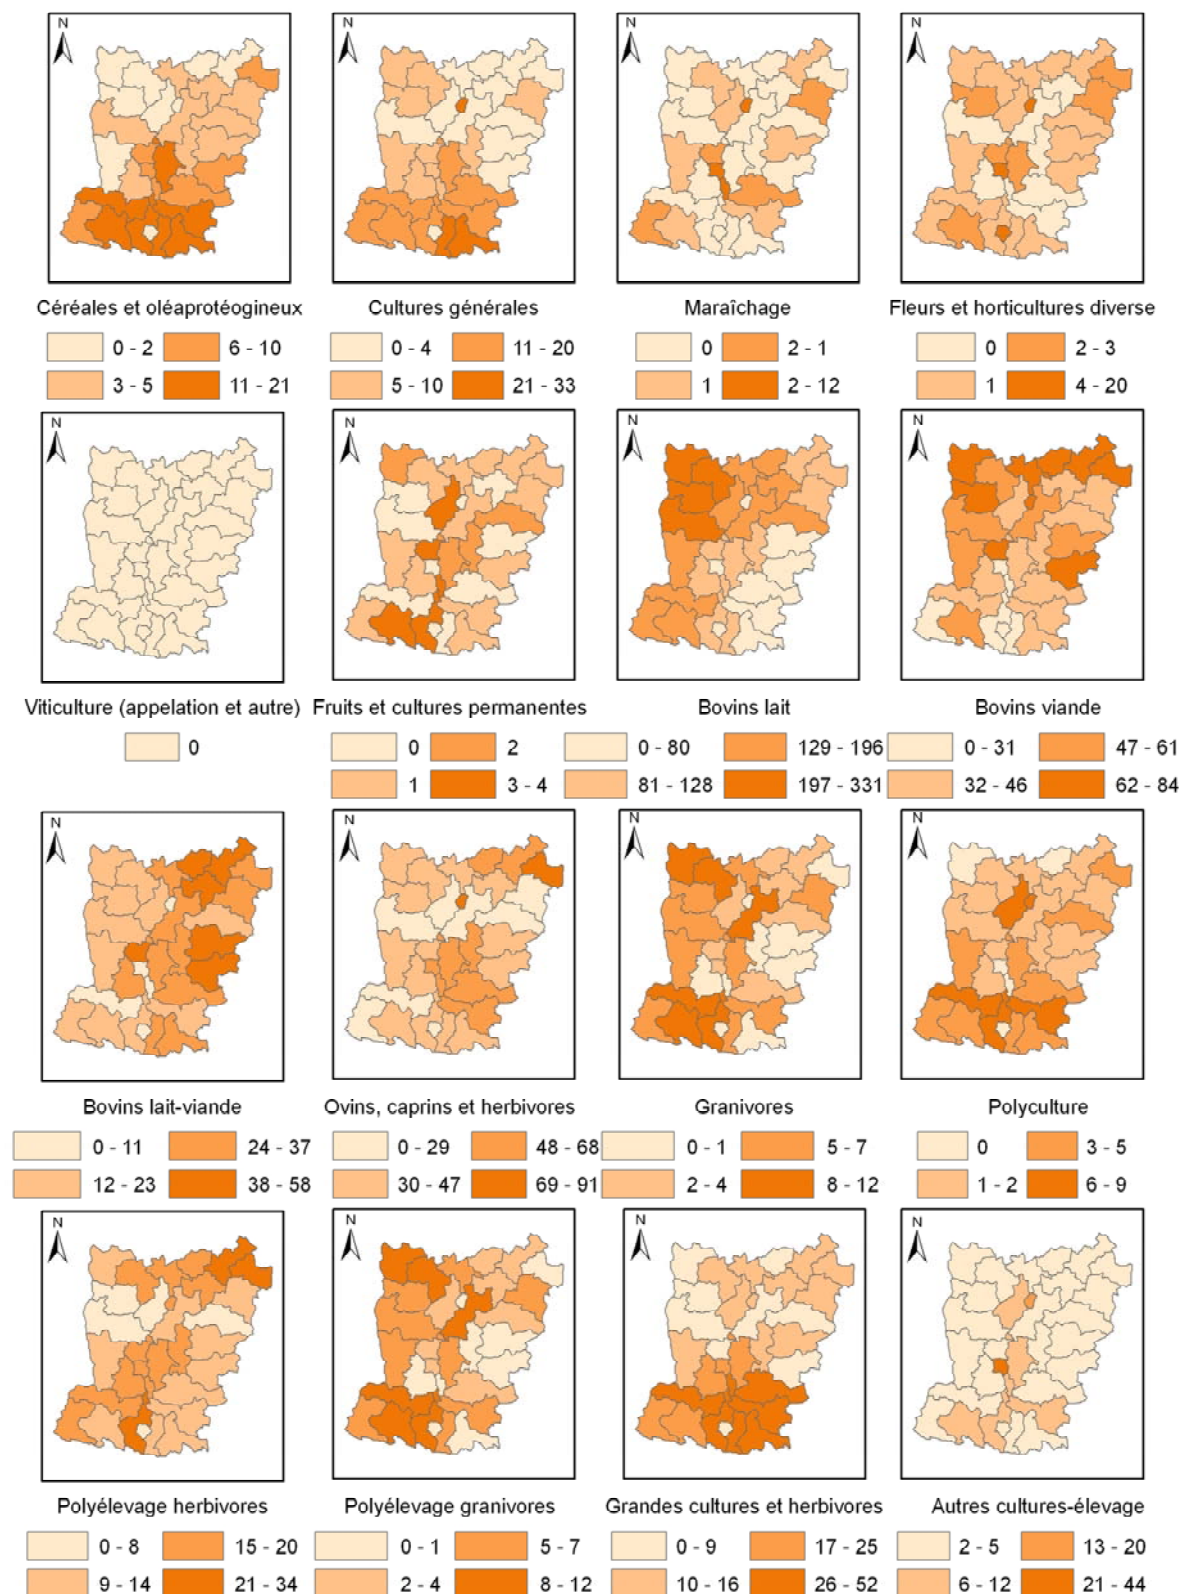 N N N N
Céréales et oléaprotéogineux Cultures générales Maraîchage Fleurs et horticultures diverse
0 - 2 6 - 10 0 - 4 11 - 20 0 2 - 1 0 2 - 3
3 - 5 11 - 21 5 - 10 21 - 33 1 2 - 12 1 4 - 20
N N N N
Viticulture (appelation et autre) Fruits et cultures permanentes Bovins lait Bovins viande
0 0 2 0 - 80 129 - 196 0 - 31 47 - 61
1 3 - 4 81 - 128 197 - 331 32 - 46 62 - 84
N N N N
Bovins lait-viande Ovins, caprins et herbivores Granivores Polyculture
0 - 11 24 - 37 0 - 29 48 - 68 0 - 1 5 - 7 0 3 - 5
12 - 23 38 - 58 30 - 47 69 - 91 2 - 4 8 - 12 1 - 2 6 - 9
N N N N
Polyélevage herbivores Polyélevage granivores Grandes cultures et herbivores Autres cultures-élevage
0 - 8 15 - 20 0 - 1 5 - 7 0 - 9 17 - 25 2 - 5 13 - 20
9 - 14 21 - 34 2 - 4 8 - 12 10 - 16 26 - 52 6 - 12 21 - 44